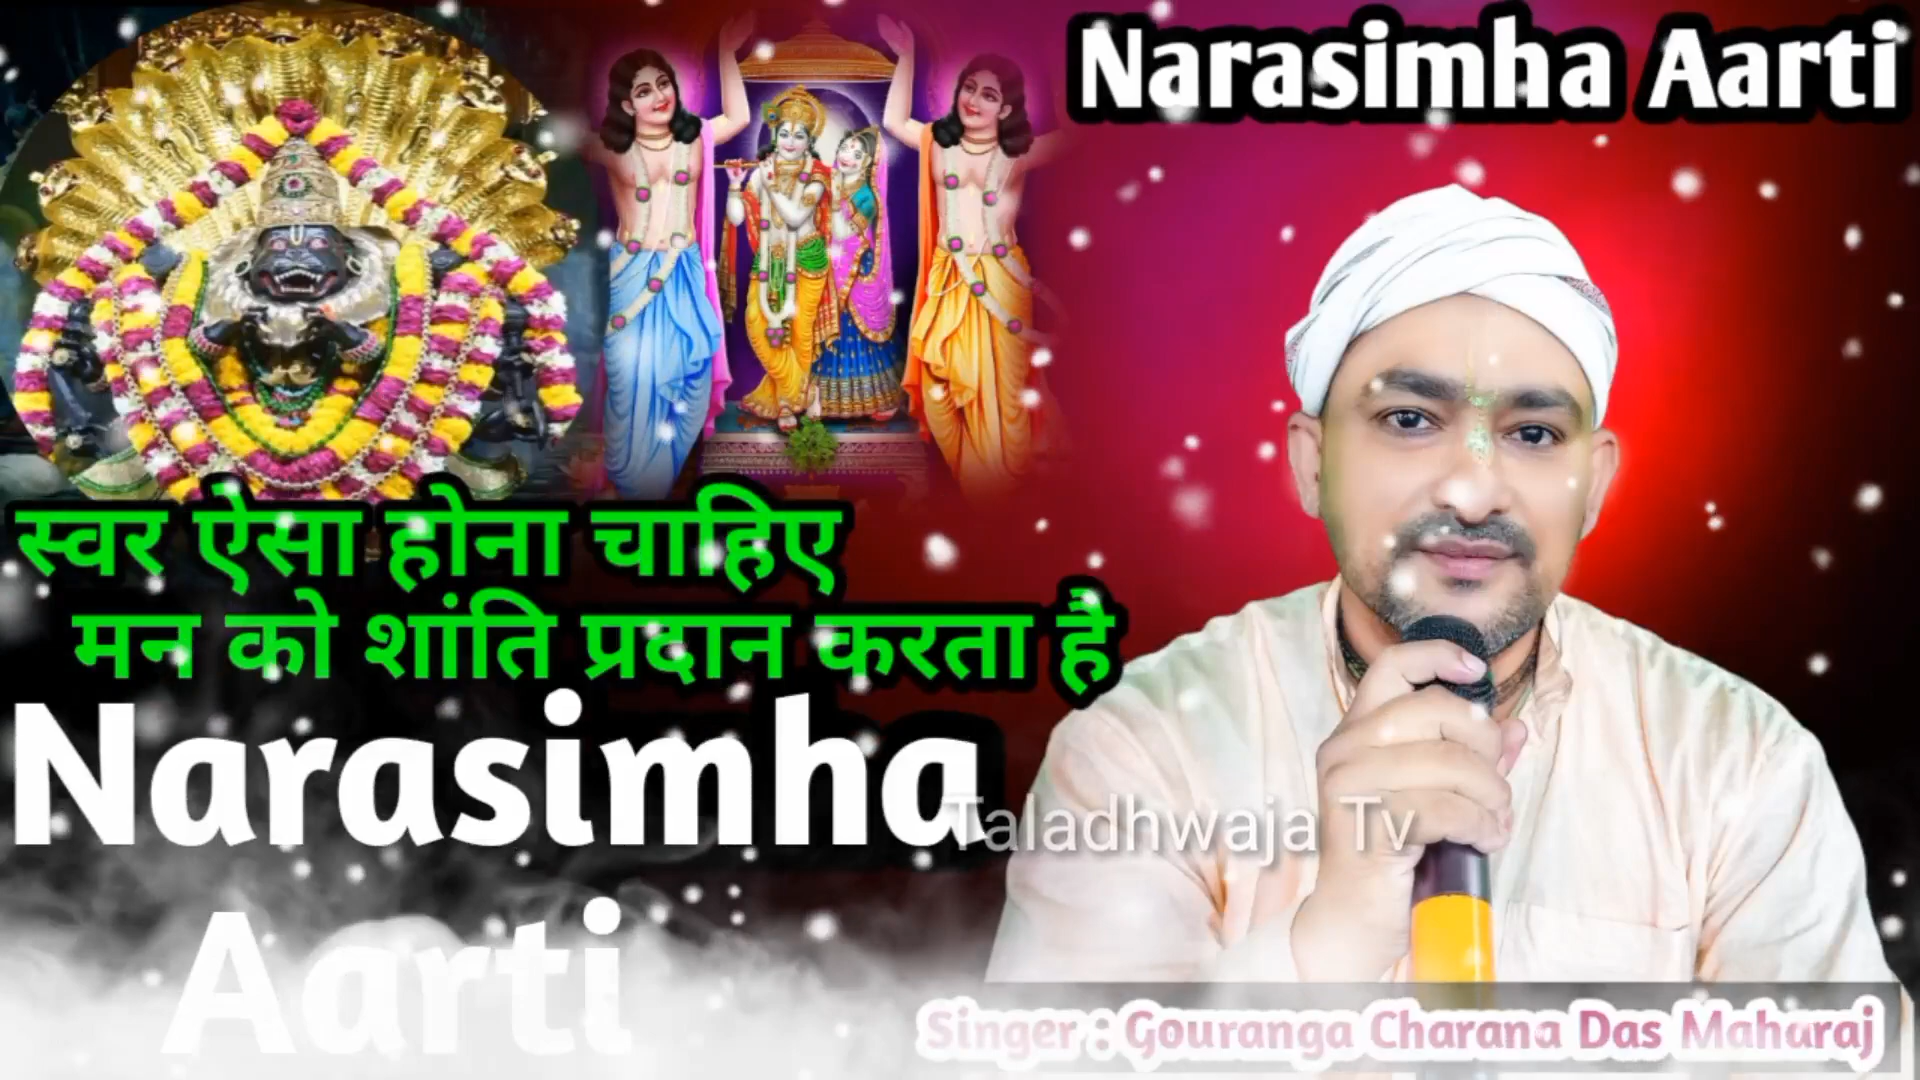 Narasimha Aarti
स्वर ऐसा होना चाहिए
मन को शांति प्रदान करता है
Narasimha
Taladhwaja Tv
Aarti
Singer : Gouranga Charana Das Maharaj